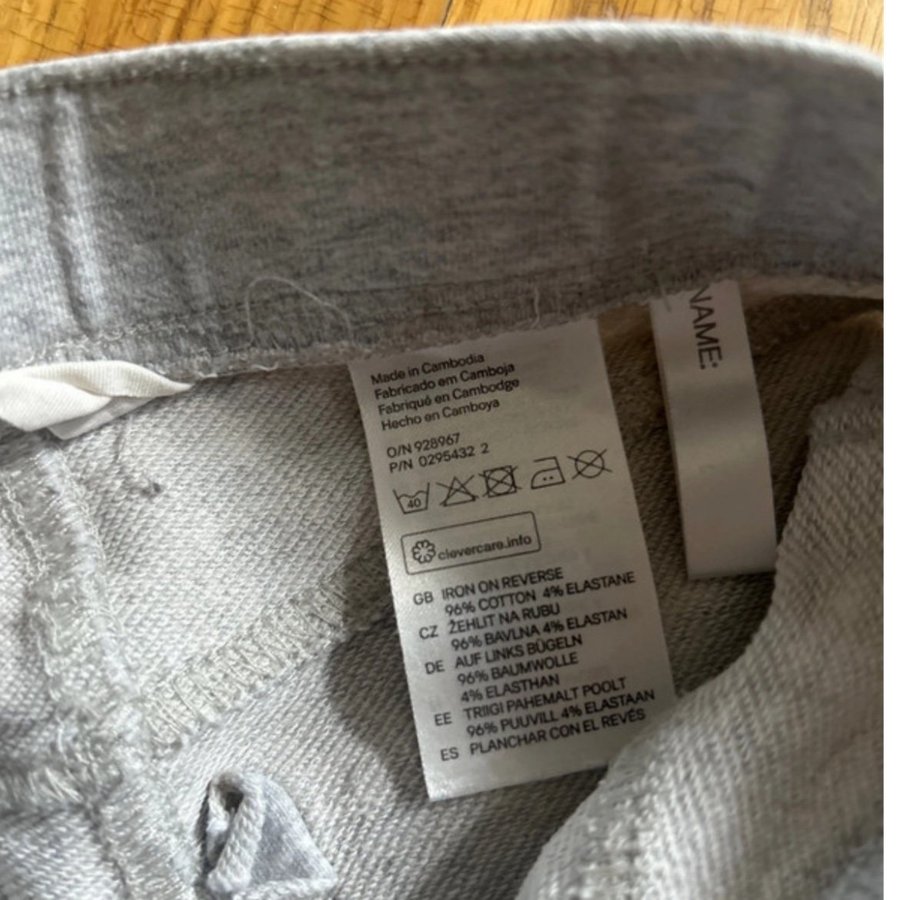 Made in Cambodia
Fabricado em Camboja
Fabriqué en Cambodge
Hecho en Camboya
O/N 928967
P/N 0295432 2
40
clevercare.info
GB IRON ON REVERSE
96% COTTON 4% ELASTANE
CZ ŽEHLIT NA RUBU
96% BAVLNA 4% ELASTAN
DE AUF LINKS BÜGELN
96% BAUMWOLLE
4% ELASTHAN
EE TRIIGI PAHEMALT POOLT
96% PUUVILL 4% ELASTAAN
ES PLANCHAR CON EL REVÉS
NAME: